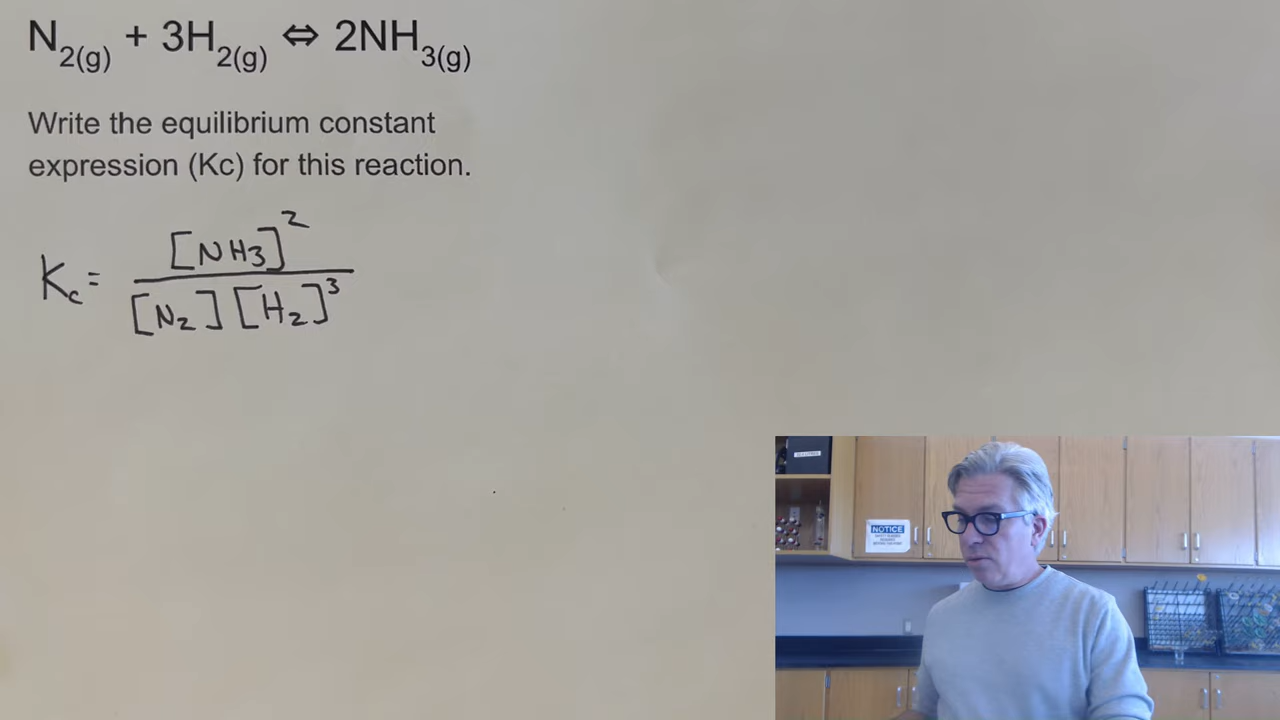 N2(g) + 3H2(g) ⇔ 2NH3(g)
Write the equilibrium constant
expression (Kc) for this reaction.
Kc = [NH3]^2 / [N2][H2]^3
NOTICE